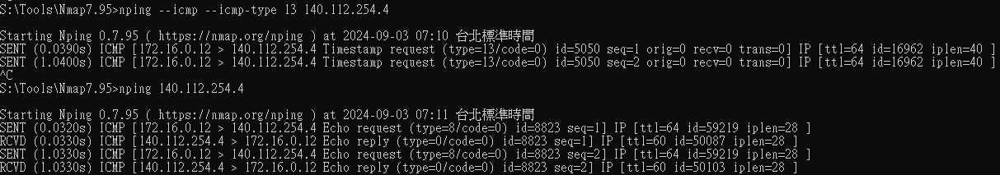 S:\Tools\Nmap7.95>nping --icmp --icmp-type 13 140.112.254.4
Starting Nping 0.7.95 ( https://nmap.org/nping ) at 2024-09-03 07:10 台北標準時間
SENT (0.0390s) ICMP [172.16.0.12 > 140.112.254.4 Timestamp request (type=13/code=0) id=5050 seq=1 orig=0 recv=0 trans=0] IP [ttl=64 id=16962 iplen=40 ]
SENT (1.0400s) ICMP [172.16.0.12 > 140.112.254.4 Timestamp request (type=13/code=0) id=5050 seq=2 orig=0 recv=0 trans=0] IP [ttl=64 id=16962 iplen=40 ]
^C
S:\Tools\Nmap7.95>nping 140.112.254.4
Starting Nping 0.7.95 ( https://nmap.org/nping ) at 2024-09-03 07:11 台北標準時間
SENT (0.0320s) ICMP [172.16.0.12 > 140.112.254.4 Echo request (type=8/code=0) id=8823 seq=1] IP [ttl=64 id=59219 iplen=28 ]
RCVD (0.0330s) ICMP [140.112.254.4 > 172.16.0.12 Echo reply (type=0/code=0) id=8823 seq=1] IP [ttl=60 id=50087 iplen=28 ]
SENT (1.0330s) ICMP [172.16.0.12 > 140.112.254.4 Echo request (type=8/code=0) id=8823 seq=2] IP [ttl=64 id=59219 iplen=28 ]
RCVD (1.0330s) ICMP [140.112.254.4 > 172.16.0.12 Echo reply (type=0/code=0) id=8823 seq=2] IP [ttl=60 id=50103 iplen=28 ]